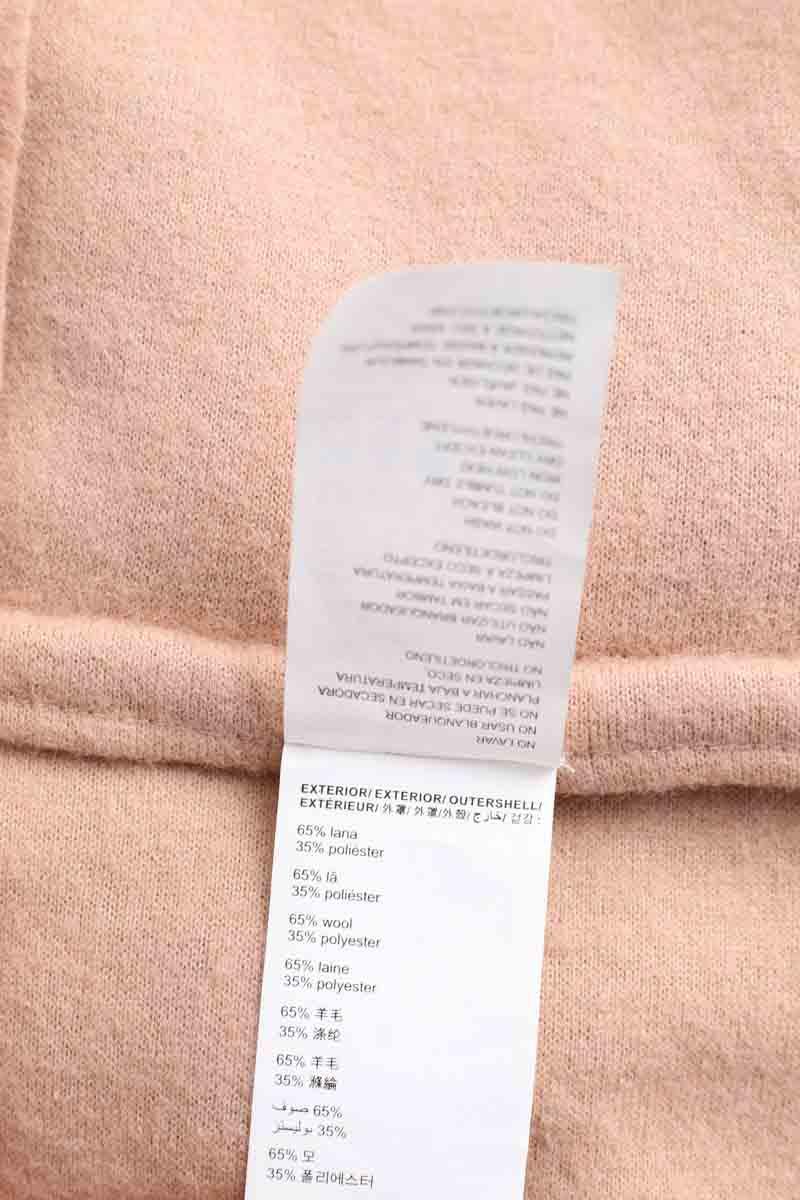 NO LAVAR
NO USAR BLANQUEADOR
NO SE PUEDE SECAR EN SECADORA
PLANCHAR A BAJA TEMPERATURA
LIMPIEZA EN SECO.
NO TRICLOROETILENO
NÃO LAVAR
NÃO UTILIZAR BRANQUEADOR
NÃO SECAR EM TAMBOR
PASSAR A BAIXA TEMPERATURA
LIMPEZA A SECO EXCEPTO
TRICLOROETILENO
DO NOT WASH
DO NOT BLEACH
DO NOT TUMBLE DRY
IRON LOW HEAT
DRY CLEAN EXCEPT
NE PAS LAVER
NE PAS
EXTERIOR/ EXTERIOR/ OUTERSHELL/
EXTÉRIEUR/ 外罩/ 外罩/外殼/ خارج/ 겉감 :
65% lana
35% poliéster
65% lã
35% poliéster
65% wool
35% polyester
65% laine
35% polyester
65% 羊毛
35% 涤纶
65% 羊毛
35% 滌綸
65% صوف
35% بوليستر
65% 모
35% 폴리에스터